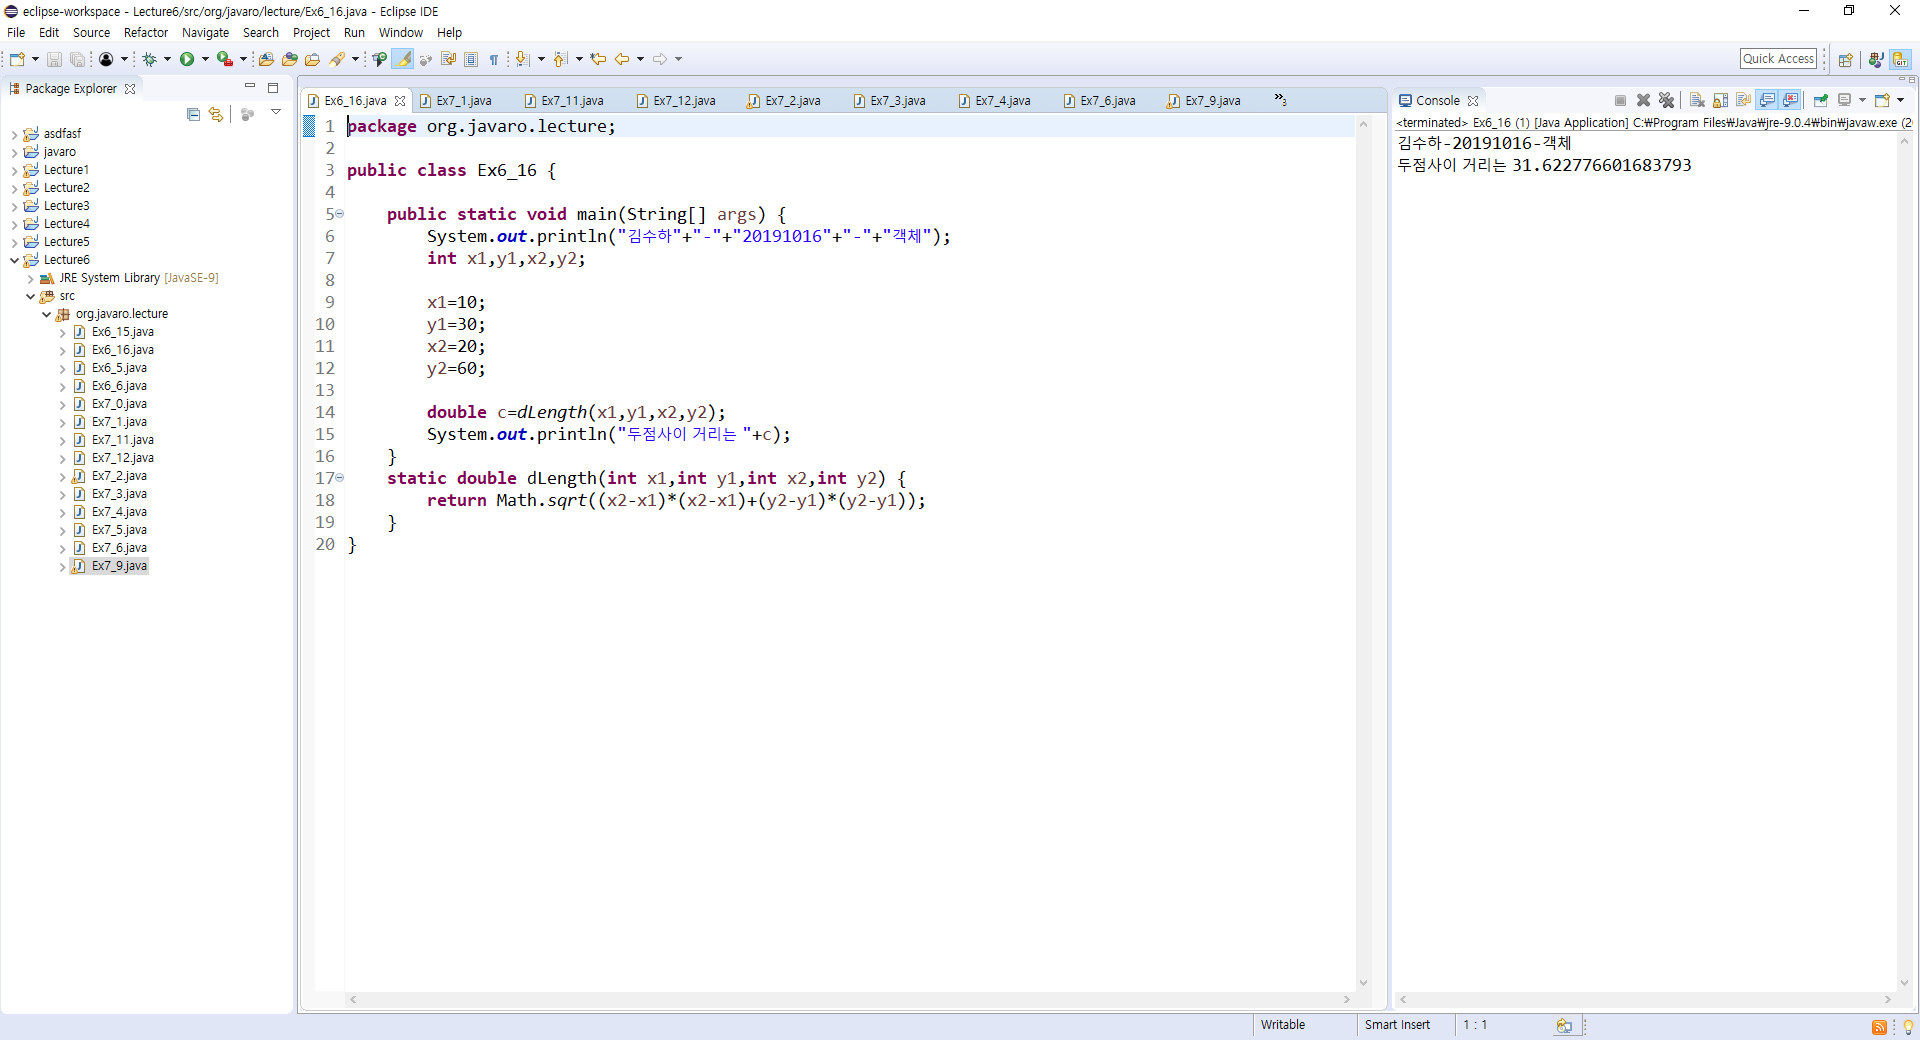 eclipse-workspace - Lecture6/src/org/javaro/lecture/Ex6_16.java - Eclipse IDE
File Edit Source Refactor Navigate Search Project Run Window Help
Quick Access
Package Explorer
asdfasf
javaro
Lecture1
Lecture2
Lecture3
Lecture4
Lecture5
Lecture6
JRE System Library [JavaSE-9]
src
org.javaro.lecture
Ex6_15.java
Ex6_16.java
Ex6_5.java
Ex6_6.java
Ex7_0.java
Ex7_1.java
Ex7_11.java
Ex7_12.java
Ex7_2.java
Ex7_3.java
Ex7_4.java
Ex7_5.java
Ex7_6.java
Ex7_9.java
Ex6_16.java Ex7_1.java Ex7_11.java Ex7_12.java Ex7_2.java Ex7_3.java Ex7_4.java Ex7_6.java Ex7_9.java »3
1 package org.javaro.lecture;
2
3 public class Ex6_16 {
4
5 public static void main(String[] args) {
6 System.out.println("김수하"+"-"+"20191016"+"-"+"객체");
7 int x1,y1,x2,y2;
8
9 x1=10;
10 y1=30;
11 x2=20;
12 y2=60;
13
14 double c=dLength(x1,y1,x2,y2);
15 System.out.println("두점사이 거리는 "+c);
16 }
17 static double dLength(int x1,int y1,int x2,int y2) {
18 return Math.sqrt((x2-x1)*(x2-x1)+(y2-y1)*(y2-y1));
19 }
20 }
Console
<terminated> Ex6_16 (1) [Java Application] C:₩Program Files₩Java₩jre-9.0.4₩bin₩javaw.exe (2
김수하-20191016-객체
두점사이 거리는 31.622776601683793
Writable Smart Insert 1 : 1